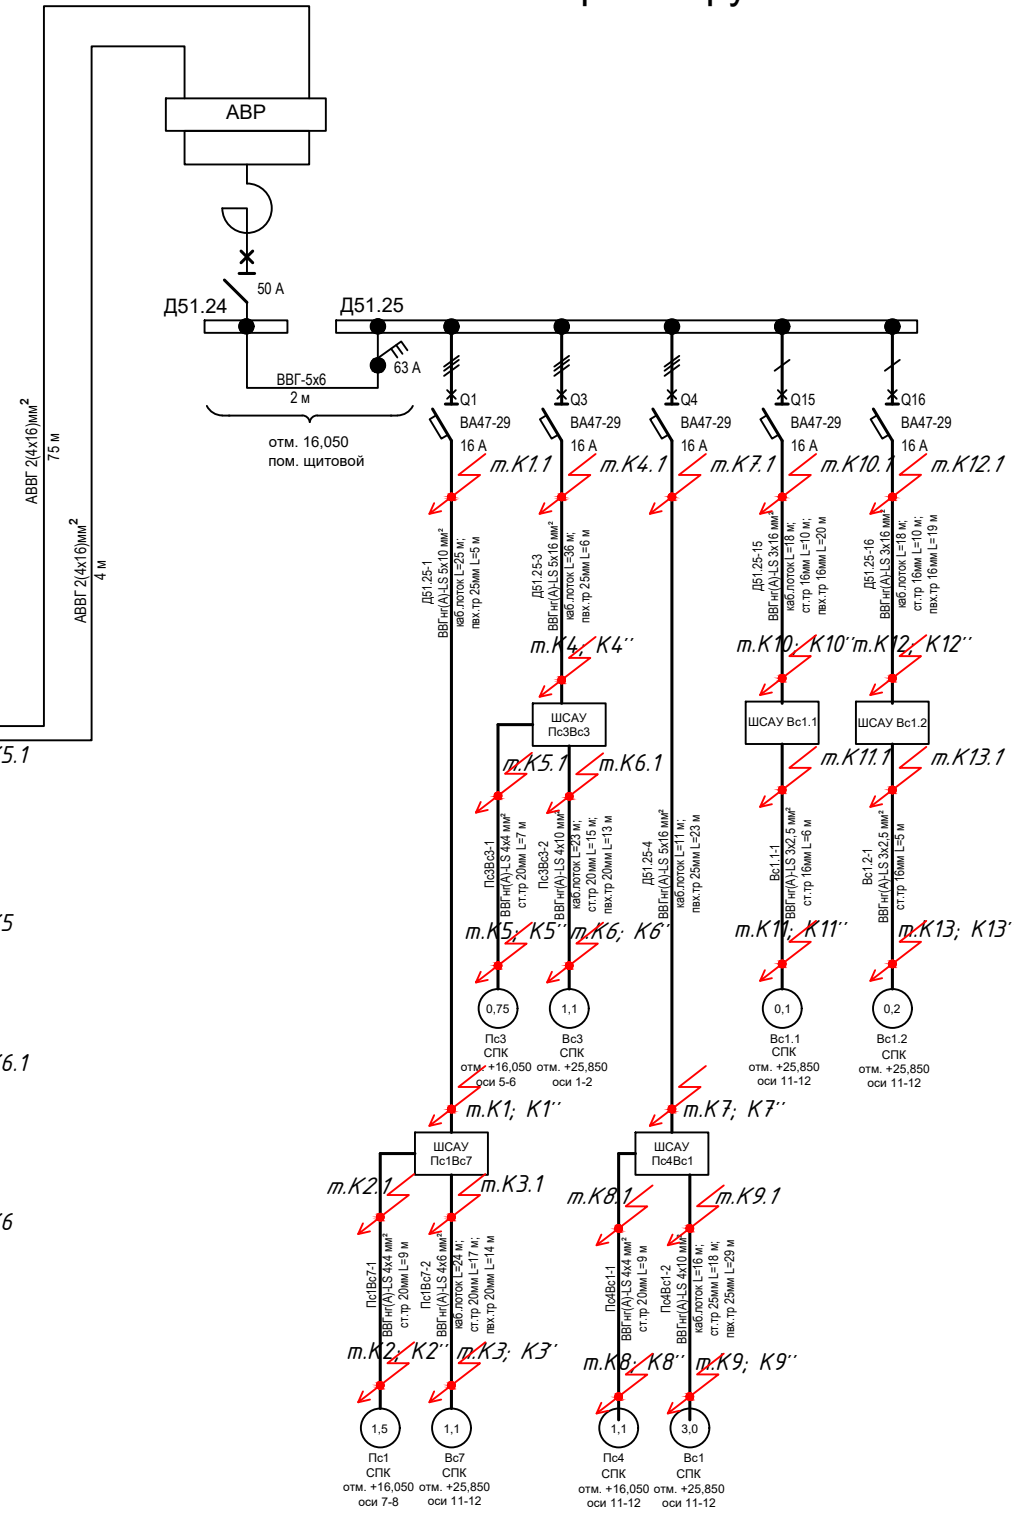 АВР
50 А
Д51.24
Д51.25
63 А
ВВГ-5х6
2 м
отм. 16,050
пом. щитовой
АВВГ 2(4х16)мм²
75 м
АВВГ 2(4х16)мм²
4 м
Q1
ВА47-29
16 А
Q3
ВА47-29
16 А
Q4
ВА47-29
16 А
Q15
ВА47-29
16 А
Q16
ВА47-29
16 А
т.К1.1
т.К4.1
т.К7.1
т.К10.1
т.К12.1
Д51.25-1
ВВГнг(А)-LS 5х10 мм²
каб.лоток L=25 м;
пвх.тр 25мм L=5 м
Д51.25-3
ВВГнг(А)-LS 5х16 мм²
каб.лоток L=36 м;
пвх.тр 25мм L=6 м
Д51.25-15
ВВГнг(А)-LS 3х16 мм²
каб.лоток L=18 м;
ст.тр 16мм L=10 м;
пвх.тр 16мм L=20 м
Д51.25-16
ВВГнг(А)-LS 3х16 мм²
каб.лоток L=18 м;
ст.тр 16мм L=10 м;
пвх.тр 16мм L=19 м
т.К4; К4''
т.К10; К10''
т.К12; К12''
ШСАУ
Пс3Вс3
ШСАУ Вс1.1
ШСАУ Вс1.2
К5.1
т.К5.1
т.К6.1
т.К11.1
т.К13.1
Пс3Вс3-1
ВВГнг(А)-LS 4х4 мм²
ст.тр 20мм L=7 м
Пс3Вс3-2
ВВГнг(А)-LS 4х10 мм²
каб.лоток L=23 м;
ст.тр 20мм L=15 м;
пвх.тр 20мм L=13 м
Д51.25-4
ВВГнг(А)-LS 5х16 мм²
каб.лоток L=11 м;
пвх.тр 25мм L=23 м
Вс1.1-1
ВВГнг(А)-LS 3х2,5 мм²
ст.тр 16мм L=6 м
Вс1.2-1
ВВГнг(А)-LS 3х2,5 мм²
ст.тр 16мм L=5 м
К5
т.К5; К5''
т.К6; К6''
т.К11; К11''
т.К13; К13'
0,75
1,1
0,1
0,2
Пс3
СПК
отм. +16,050
оси 5-6
Вс3
СПК
отм. +25,850
оси 1-2
Вс1.1
СПК
отм. +25,850
оси 11-12
Вс1.2
СПК
отм. +25,850
оси 11-12
К6.1
т.К1; К1''
т.К7; К7''
ШСАУ
Пс1Вс7
ШСАУ
Пс4Вс1
К6
т.К2.1
т.К3.1
т.К8.1
т.К9.1
Пс1Вс7-1
ВВГнг(А)-LS 4х4 мм²
ст.тр 20мм L=9 м
Пс1Вс7-2
ВВГнг(А)-LS 4х6 мм²
каб.лоток L=24 м;
ст.тр 20мм L=17 м;
пвх.тр 20мм L=14 м
Пс4Вс1-1
ВВГнг(А)-LS 4х4 мм²
ст.тр 20мм L=9 м
Пс4Вс1-2
ВВГнг(А)-LS 4х10 мм²
каб.лоток L=16 м;
ст.тр 25мм L=18 м;
пвх.тр 25мм L=29 м
т.К2; К2''
т.К3; К3''
т.К8; К8''
т.К9; К9''
1,5
1,1
1,1
3,0
Пс1
СПК
отм. +16,050
оси 7-8
Вс7
СПК
отм. +25,850
оси 11-12
Пс4
СПК
отм. +16,050
оси 11-12
Вс1
СПК
отм. +25,850
оси 11-12